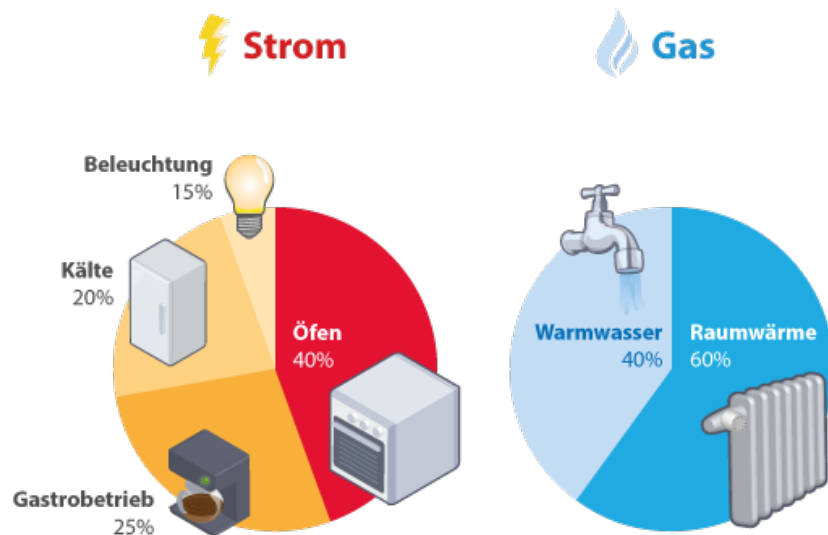 Strom
Beleuchtung
15%
Kälte
20%
Öfen
40%
Gastrobetrieb
25%
Gas
Warmwasser
40%
Raumwärme
60%